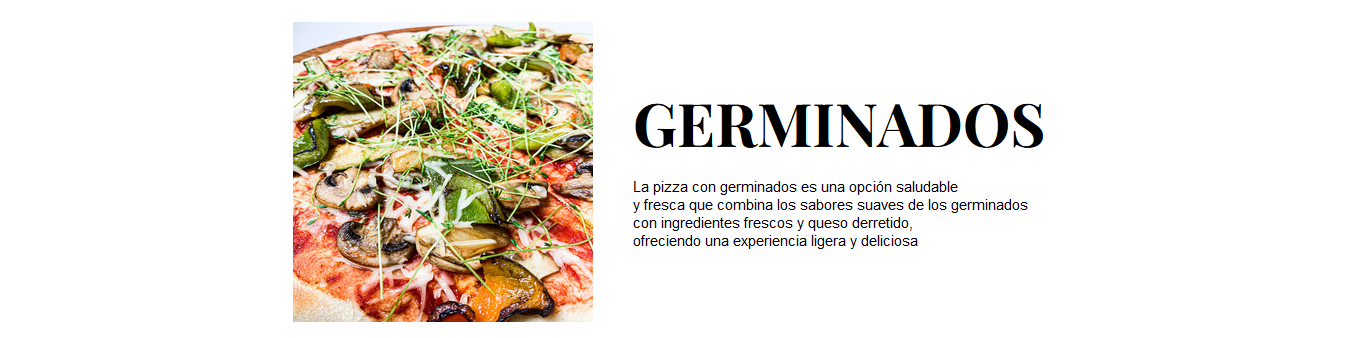 GERMINADOS
La pizza con germinados es una opción saludable
y fresca que combina los sabores suaves de los germinados
con ingredientes frescos y queso derretido,
ofreciendo una experiencia ligera y deliciosa